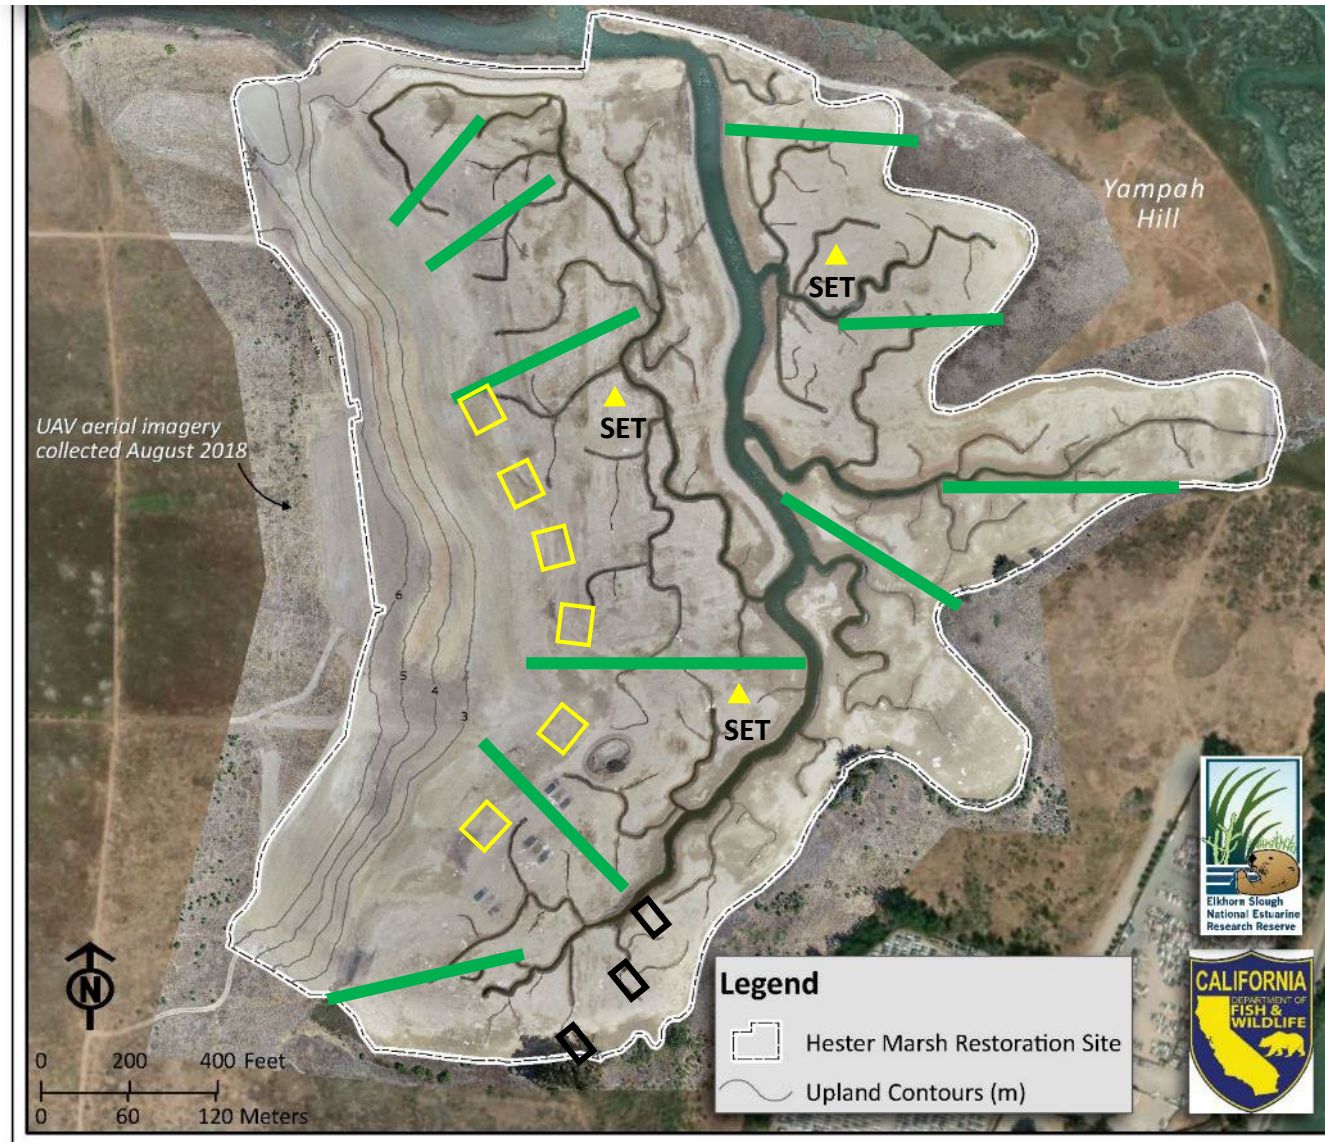 Yampah
Hill
SET
SET
UAV aerial imagery
collected August 2018
6
5
4
3
SET
Elkhorn Slough
National Estuarine
Research Reserve
N
Legend
Hester Marsh Restoration Site
Upland Contours (m)
CALIFORNIA
DEPARTMENT OF
FISH &
WILDLIFE
0 200 400 Feet
0 60 120 Meters